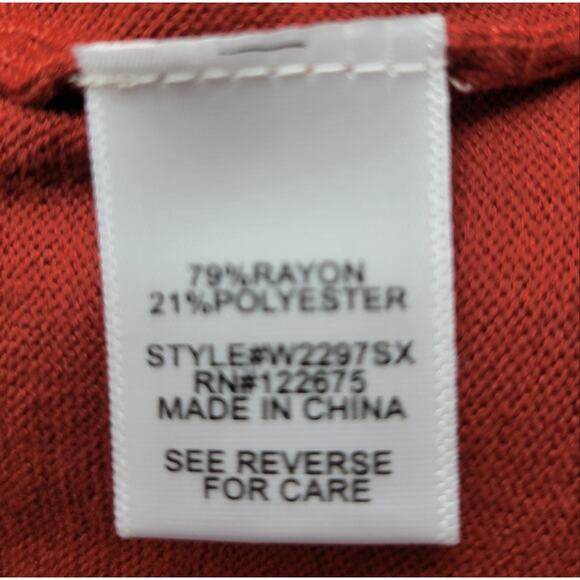 79%RAYON
21%POLYESTER
STYLE#W2297SX
RN#122675
MADE IN CHINA
SEE REVERSE
FOR CARE